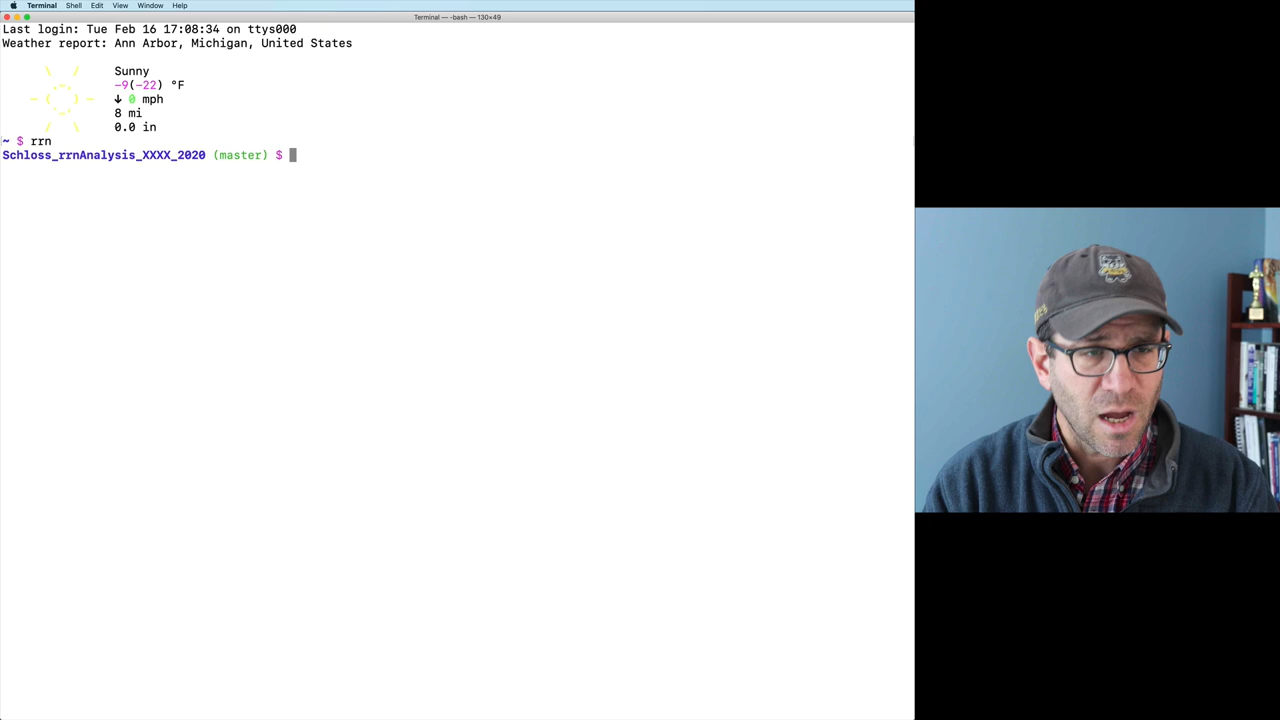 Terminal Shell Edit View Window Help
Terminal — -bash — 130×49
Last login: Tue Feb 16 17:08:34 on ttys000
Weather report: Ann Arbor, Michigan, United States
Sunny
-9(-22) °F
↓ 0 mph
8 mi
0.0 in
~ $ rrn
Schloss_rrnAnalysis_XXXX_2020 (master) $